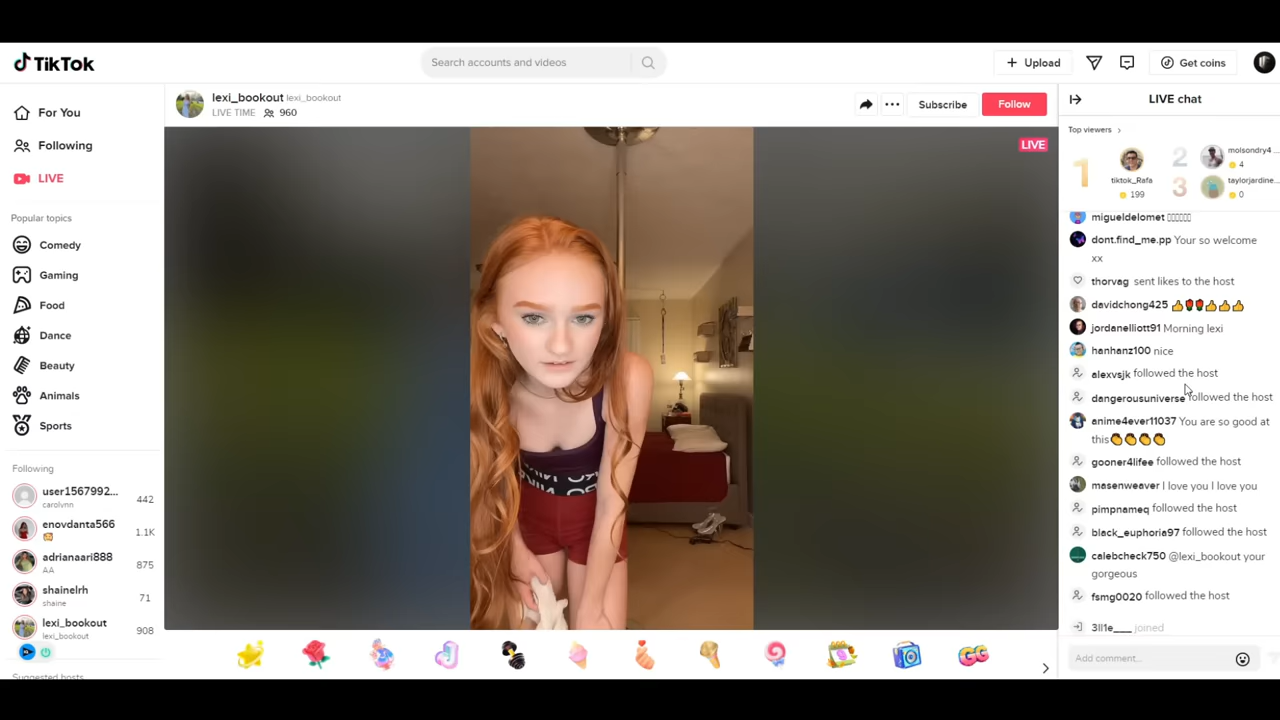 TikTok
Search accounts and videos
Upload
Get coins
For You
Following
LIVE
Popular topics
Comedy
Gaming
Food
Dance
Beauty
Animals
Sports
Following
user1567992...
carolvnn
442
enovdanta566
1.1K
adrianaari888
AA
875
shainelrh
shaine
71
lexi_bookout
lexi_bookout
908
Suggested hosts
lexi_bookout lexi_bookout
LIVE TIME 960
Subscribe
Follow
LIVE
GG
LIVE chat
Top viewers
1
tiktok_Rafa
199
2
molsondry4 ...
4
3
taylorjardine...
0
migueldelomet
dont.find_me.pp Your so welcome
xx
thorvag sent likes to the host
davidchong425 👍🌹🌹👍👍👍
jordanelliott91 Morning lexi
hanhanz100 nice
alexvsjk followed the host
dangerousuniverse followed the host
anime4ever11037 You are so good at
this👏👏👏👏
gooner4lifee followed the host
masenweaver I love you I love you
pimpnameq followed the host
black_euphoria97 followed the host
calebcheck750 @lexi_bookout your
gorgeous
fsmg0020 followed the host
joined
Add comment...